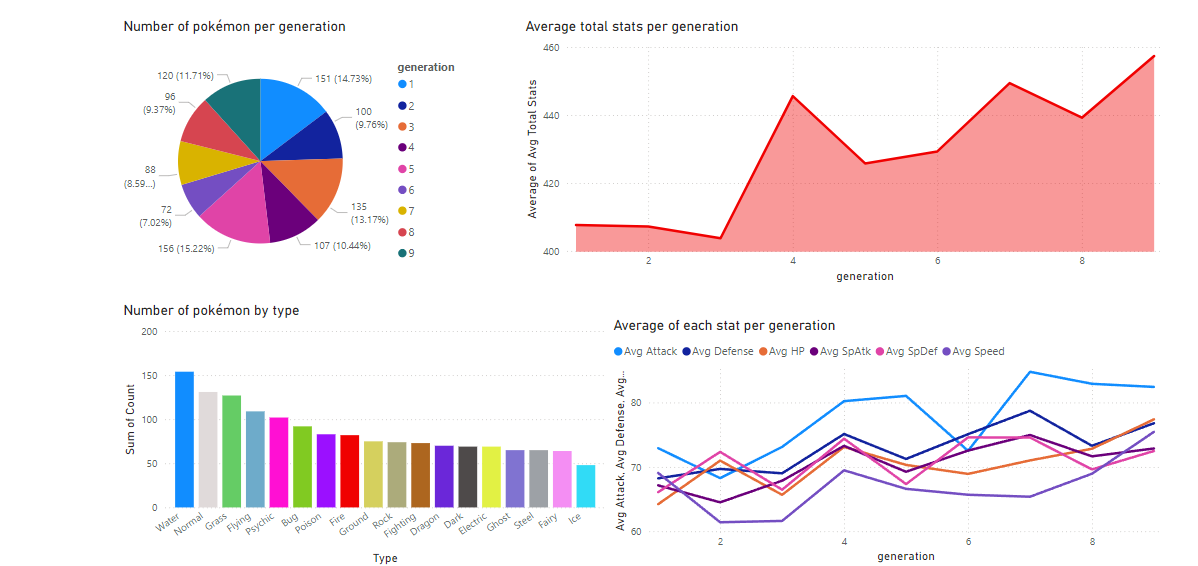 Number of pokémon per generation
120 (11.71%)
151 (14.73%)
96
(9.37%)
100
(9.76%)
88
(8.59...)
135
(13.17%)
72
(7.02%)
156 (15.22%)
107 (10.44%)
generation
1
2
3
4
5
6
7
8
9
Average total stats per generation
Average of Avg Total Stats
460
440
420
400
2
4
6
8
generation
Number of pokémon by type
Sum of Count
200
150
100
50
0
Water
Normal
Grass
Flying
Psychic
Bug
Poison
Fire
Ground
Rock
Fighting
Dragon
Dark
Electric
Ghost
Steel
Fairy
Ice
Type
Average of each stat per generation
Avg Attack Avg Defense Avg HP Avg SpAtk Avg SpDef Avg Speed
Avg Attack. Avg Defense. Avg...
80
70
60
2
4
6
8
generation